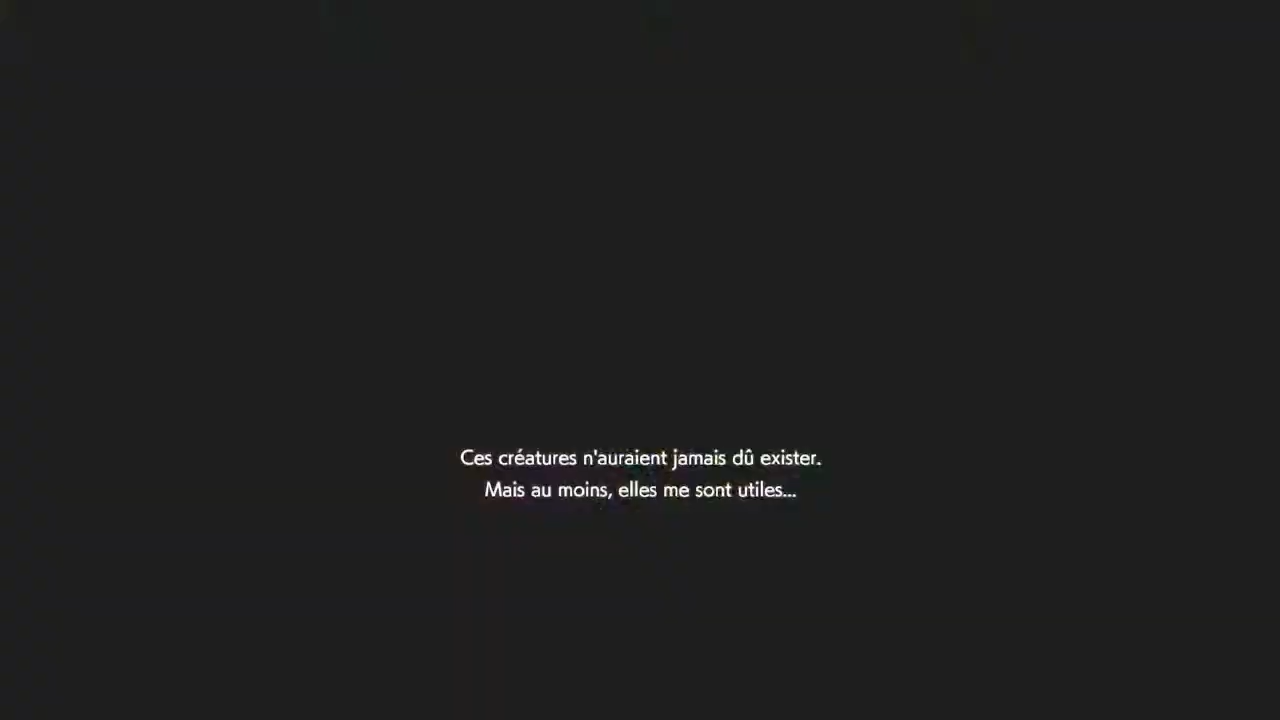 Ces créatures n'auraient jamais dû exister.
Mais au moins, elles me sont utiles...